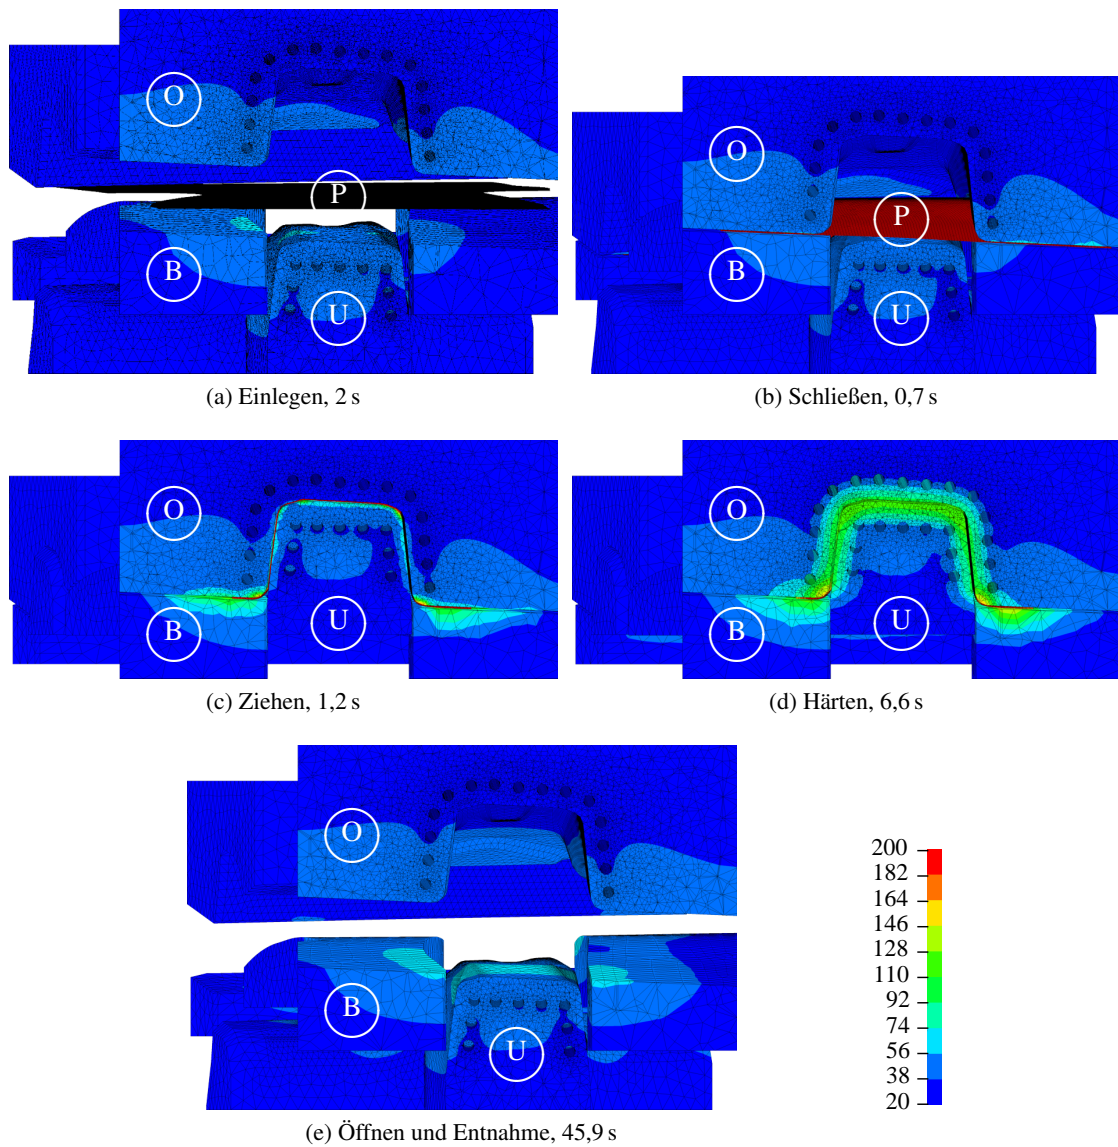 O
P
B
U
(a) Einlegen, 2 s
O
P
B
U
(b) Schließen, 0,7 s
O
B
U
(c) Ziehen, 1,2 s
O
B
U
(d) Härten, 6,6 s
O
B
U
(e) Öffnen und Entnahme, 45,9 s
200
182
164
146
128
110
92
74
56
38
20